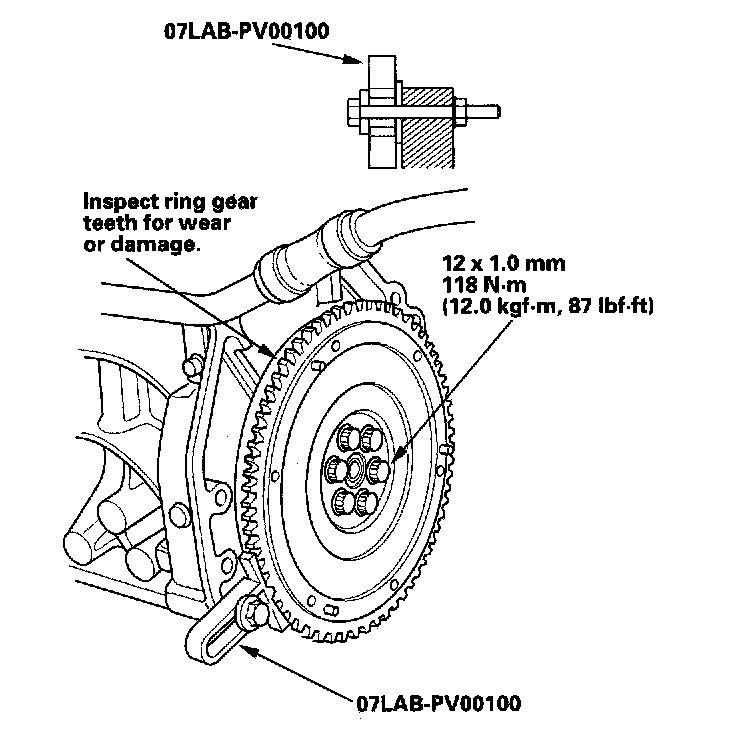 07LAB-PV00100
Inspect ring gear
teeth for wear
or damage.
12 x 1.0 mm
118 N·m
(12.0 kgf·m, 87 lbf·ft)
07LAB-PV00100